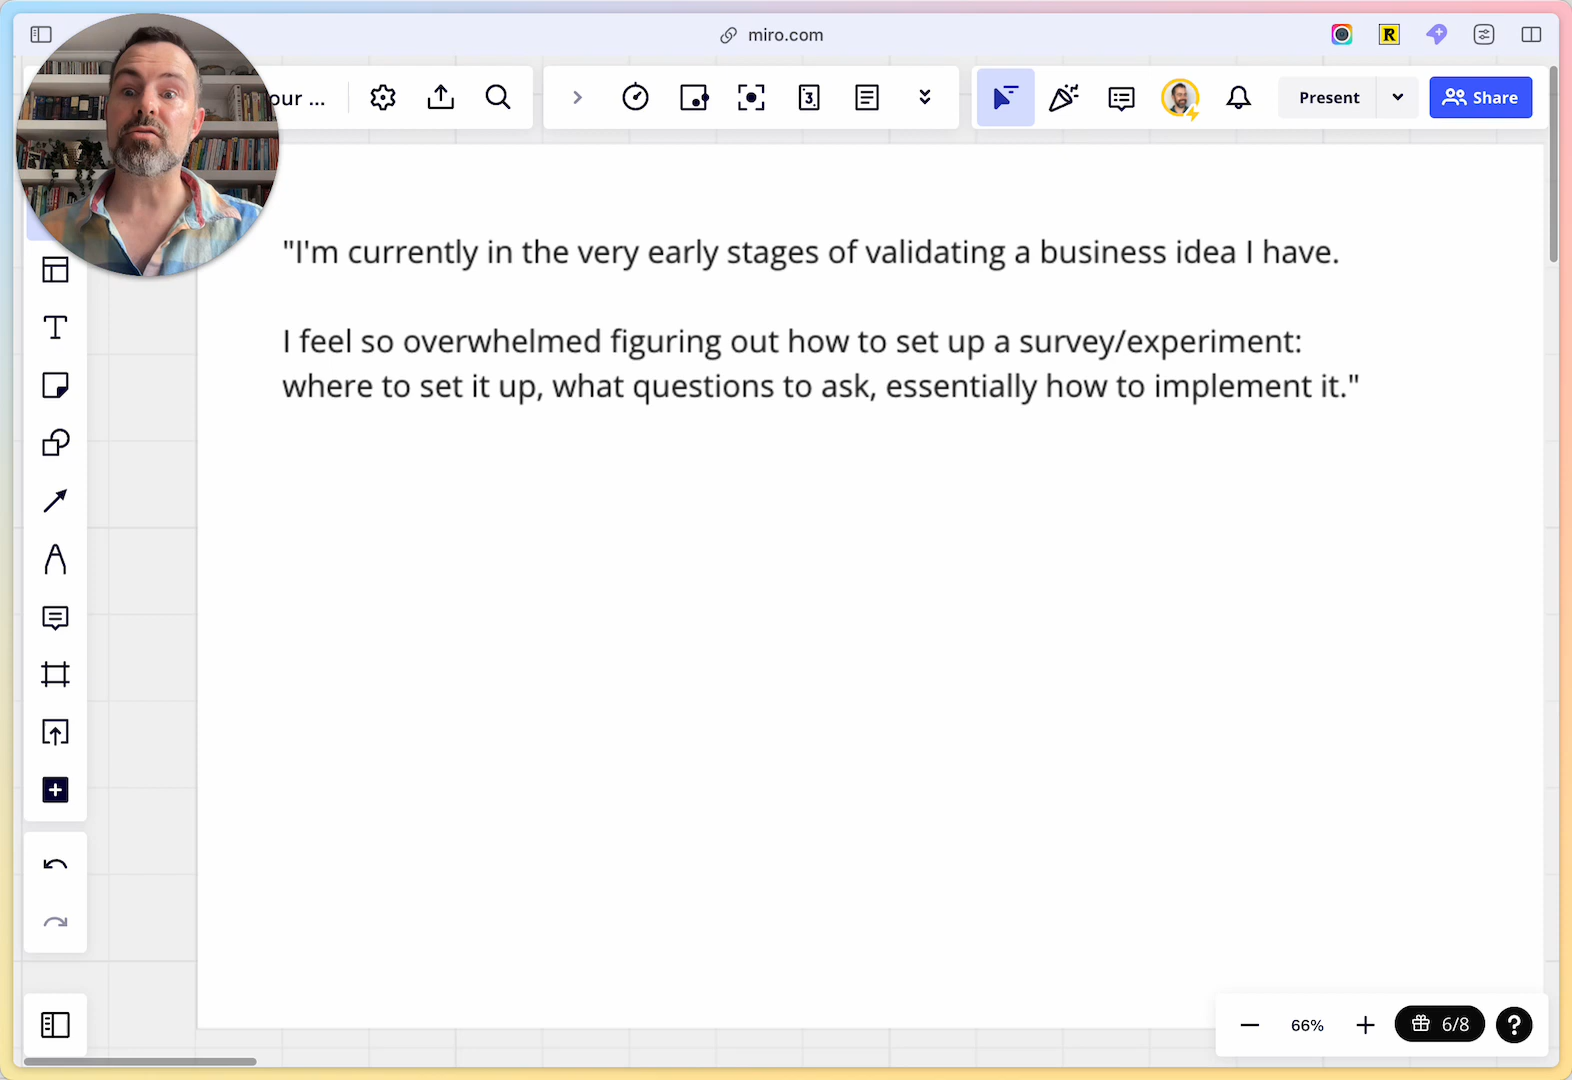 miro.com
our ...
3
Present
Share
R
"I'm currently in the very early stages of validating a business idea I have.
I feel so overwhelmed figuring out how to set up a survey/experiment:
where to set it up, what questions to ask, essentially how to implement it."
66%
6/8
?